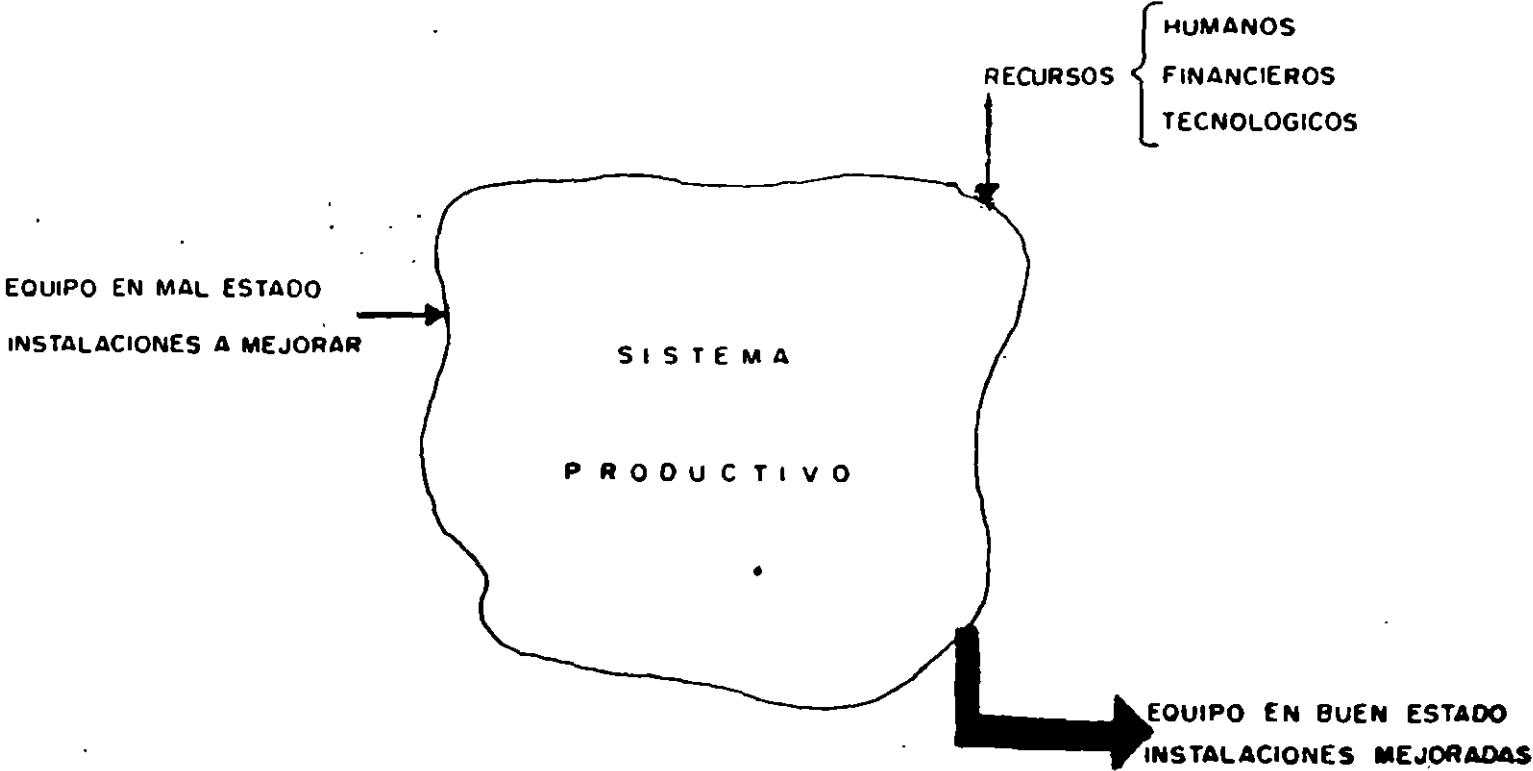 HUMANOS
RECURSOS
FINANCIEROS
TECNOLOGICOS
EQUIPO EN MAL ESTADO
INSTALACIONES A MEJORAR
SISTEMA
PRODUCTIVO
EQUIPO EN BUEN ESTADO
INSTALACIONES MEJORADAS